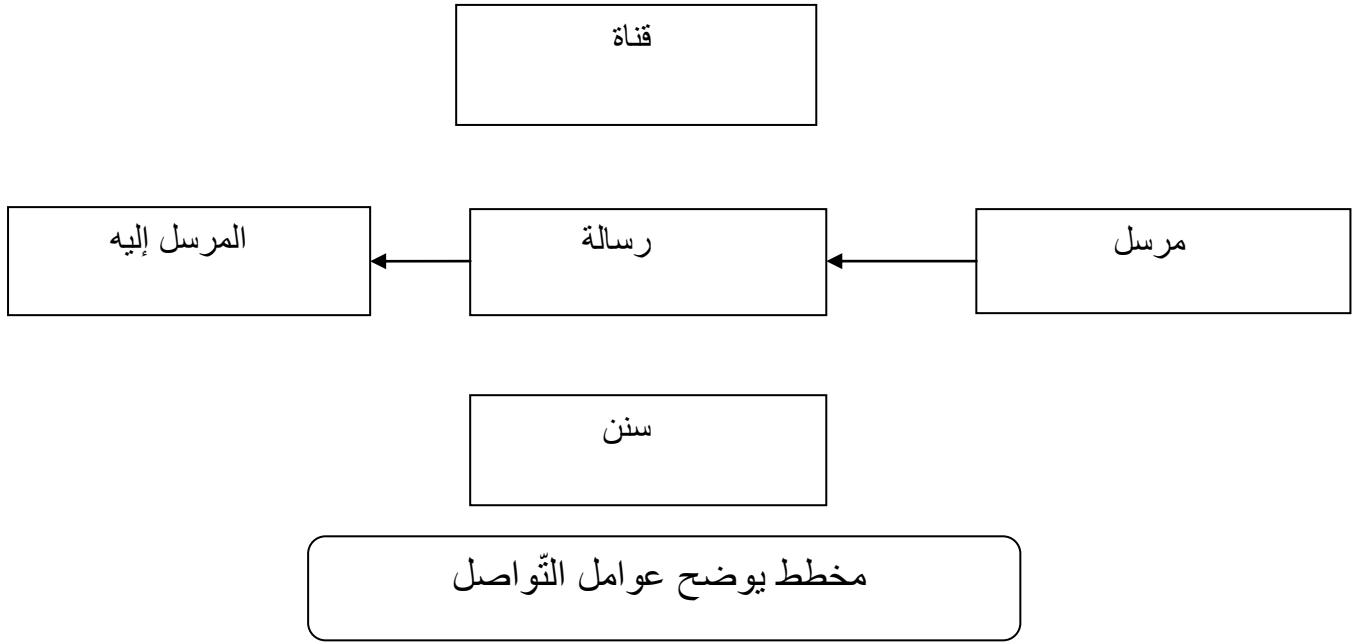 قناة
مرسل
رسالة
المرسل إليه
سنن
مخطط يوضح عوامل التّواصل